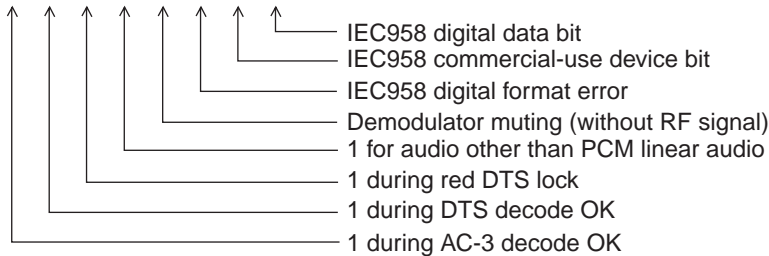 IEC958 digital data bit
IEC958 commercial-use device bit
IEC958 digital format error
Demodulator muting (without RF signal)
1 for audio other than PCM linear audio
1 during red DTS lock
1 during DTS decode OK
1 during AC-3 decode OK